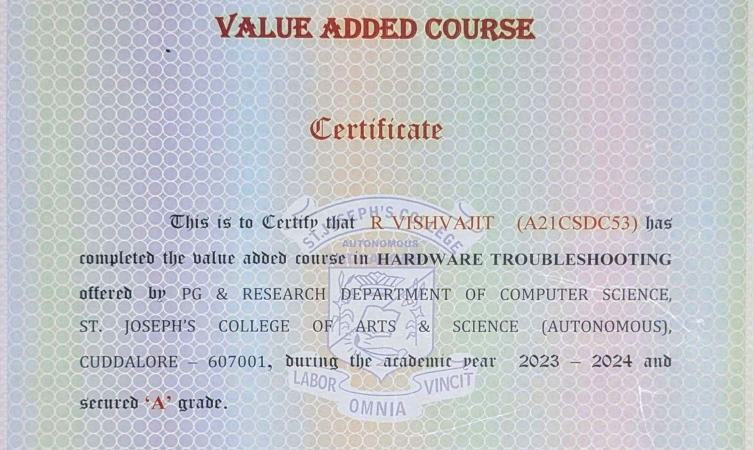 VALUE ADDED COURSE
Certificate
This is to Certify that R VISHVAJIT (A21CSDC53) has
completed the value added course in HARDWARE TROUBLESHOOTING
offered by PG & RESEARCH DEPARTMENT OF COMPUTER SCIENCE,
ST. JOSEPH'S COLLEGE OF ARTS & SCIENCE (AUTONOMOUS),
CUDDALORE – 607001, during the academic year 2023 – 2024 and
secured ‘A’ grade.
ST.JOSEPH'S COLLEGE
AUTONOMOUS
LABOR VINCIT
OMNIA